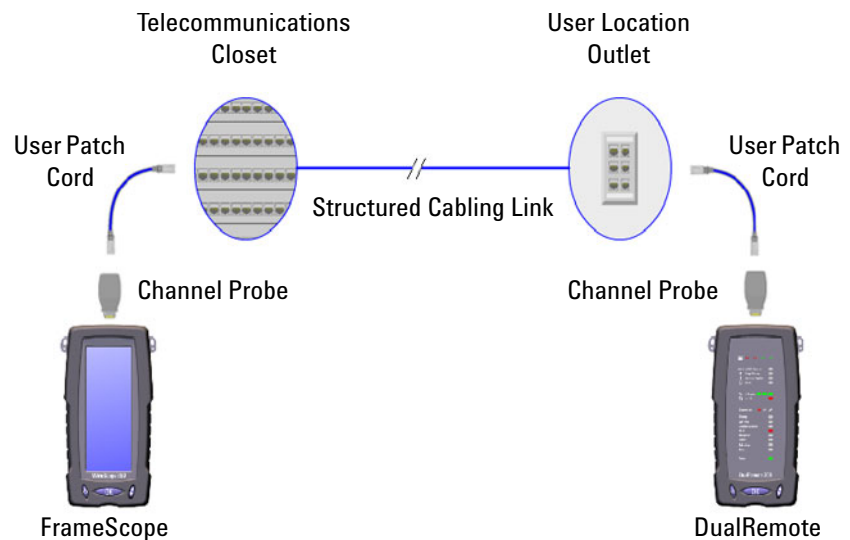 Telecommunications
Closet
User Location
Outlet
User Patch
Cord
User Patch
Cord
Structured Cabling Link
Channel Probe
Channel Probe
FrameScope
DualRemote